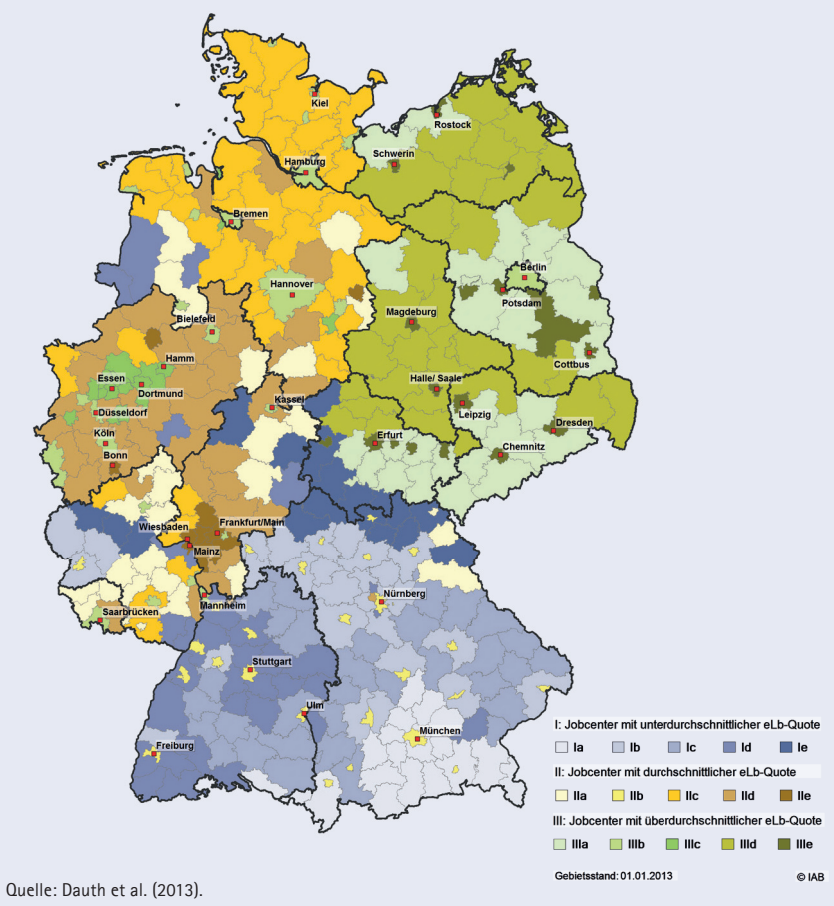 Kiel
Rostock
Schwerin
Hamburg
Bremen
Berlin
Hannover
Potsdam
Magdeburg
Bielefeld
Hamm
Cottbus
Essen
Dortmund
Halle/ Saale
Kassel
Leipzig
Düsseldorf
Dresden
Köln
Erfurt
Chemnitz
Bonn
Wiesbaden
Frankfurt/Main
Mainz
Nürnberg
Mannheim
Saarbrücken
Stuttgart
Ulm
München
Freiburg
I: Jobcenter mit unterdurchschnittlicher eLb-Quote
Ia Ib Ic Id Ie
II: Jobcenter mit durchschnittlicher eLb-Quote
IIa IIb IIc IId IIe
III: Jobcenter mit überdurchschnittlicher eLb-Quote
IIIa IIIb IIIc IIId IIIe
Gebietsstand: 01.01.2013 © IAB
Quelle: Dauth et al. (2013).